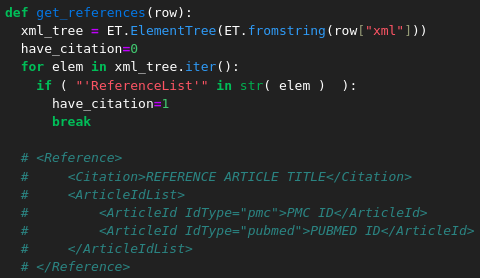 def get_references(row):
  xml_tree = ET.ElementTree(ET.fromstring(row["xml"]))
  have_citation=0
  for elem in xml_tree.iter():
    if ( "'ReferenceList'" in str( elem )  ):
      have_citation=1
      break
  # <Reference>
  #     <Citation>REFERENCE ARTICLE TITLE</Citation>
  #     <ArticleIdList>
  #         <ArticleId IdType="pmc">PMC ID</ArticleId>
  #         <ArticleId IdType="pubmed">PUBMED ID</ArticleId>
  #     </ArticleIdList>
  # </Reference>